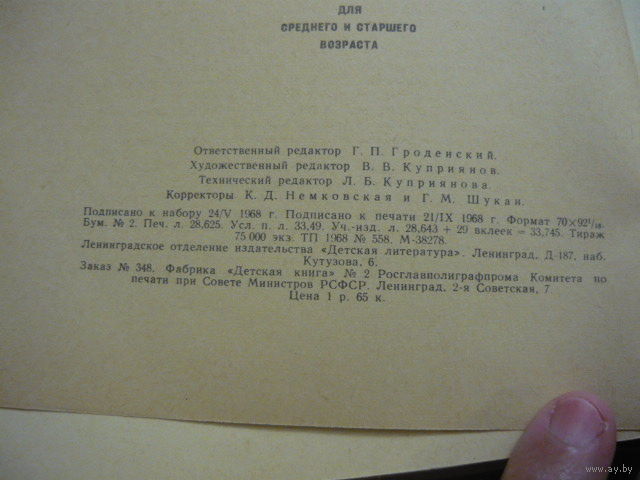 ДЛЯ
СРЕДНЕГО И СТАРШЕГО
ВОЗРАСТА
Ответственный редактор Г. П. Гроденский.
Художественный редактор В. В. Куприянов.
Технический редактор Л. Б. Куприянова.
Корректоры К. Д. Немковская и Г. М. Шукан.
Подписано к набору 24/V 1968 г. Подписано к печати 21/IX 1968 г. Формат 70×92¹/₁₆.
Бум. № 2. Печ. л. 28,625. Усл. п. л. 33,49. Уч.-изд. л. 28,643 + 29 вклеек = 33,745. Тираж
75 000 экз. ТП 1968 № 558. М-38278.
Ленинградское отделение издательства «Детская литература». Ленинград, Д-187, наб.
Кутузова, 6.
Заказ № 348. Фабрика «Детская книга» № 2 Росглавполиграфпрома Комитета по
печати при Совете Министров РСФСР. Ленинград, 2-я Советская, 7.
Цена 1 р. 65 к.
www.ay.by